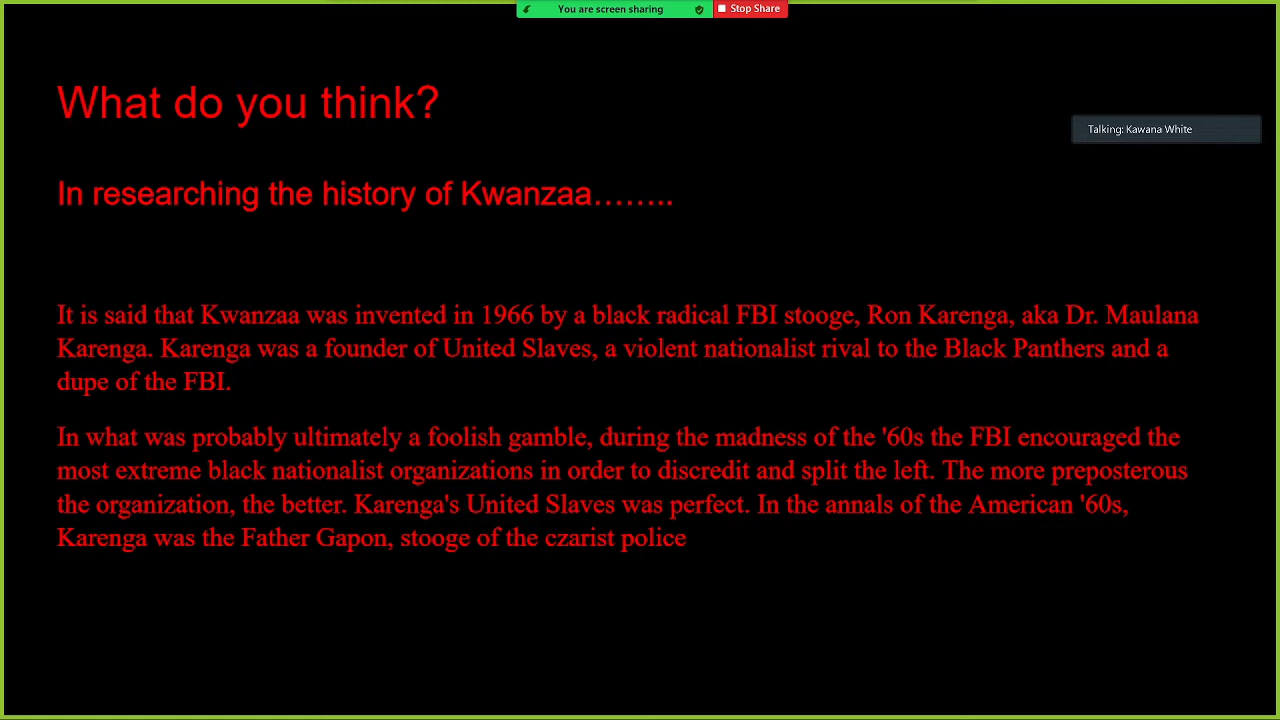 You are screen sharing
Stop Share
What do you think?
Talking: Kawana White
In researching the history of Kwanzaa……..
It is said that Kwanzaa was invented in 1966 by a black radical FBI stooge, Ron Karenga, aka Dr. Maulana
Karenga. Karenga was a founder of United Slaves, a violent nationalist rival to the Black Panthers and a
dupe of the FBI.
In what was probably ultimately a foolish gamble, during the madness of the '60s the FBI encouraged the
most extreme black nationalist organizations in order to discredit and split the left. The more preposterous
the organization, the better. Karenga's United Slaves was perfect. In the annals of the American '60s,
Karenga was the Father Gapon, stooge of the czarist police